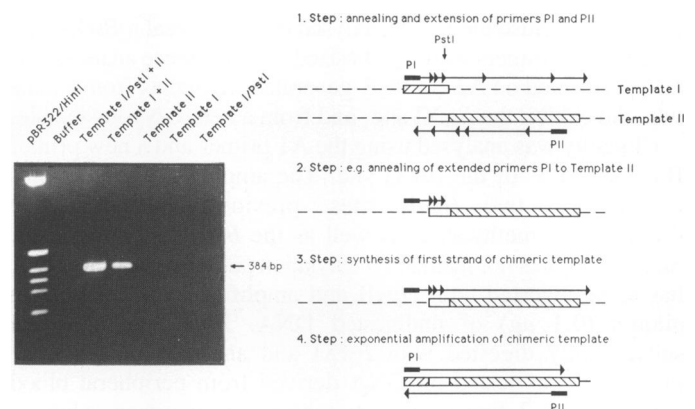 pBR322/HinfI
Buffer
Template I/PstI + II
Template I + II
Template II
Template I
Template I/PstI
384 bp
1. Step : annealing and extension of primers PI and PII
PstI
PI
Template I
Template II
PII
2. Step : e.g. annealing of extended primers PI to Template II
3. Step : synthesis of first strand of chimeric template
4. Step : exponential amplification of chimeric template
PI
PII